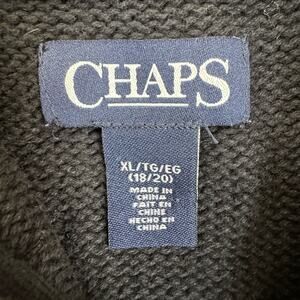 CHAPS
XL/TG/EG
(18/20)
MADE IN
CHINA
FAIT EN
CHINE
HECHO EN
CHINA